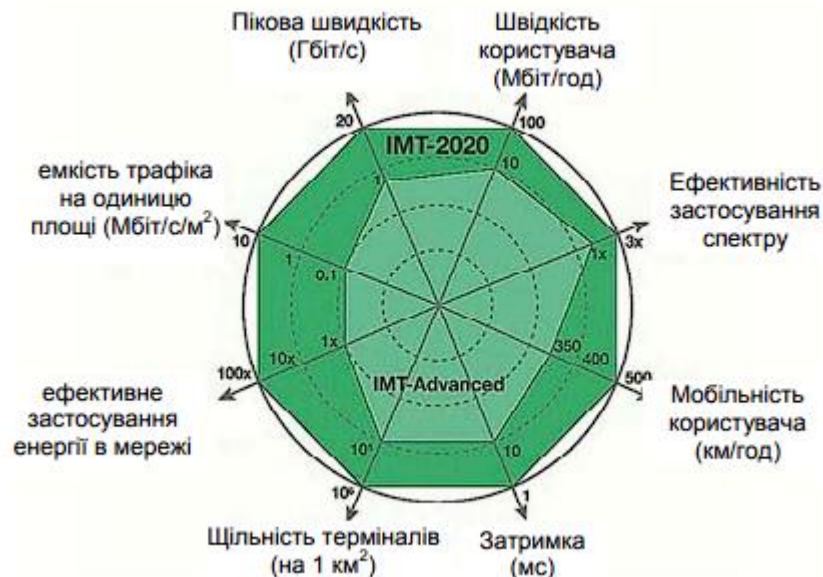 Пікова швидкість
(Гбіт/с)
Швідкість
користувача
(Мбіт/год)
20
100
IMT-2020
1
10
емкість трафіка
на одиницю
площі (Мбіт/с/м²)
Ефективність
застосування
спектру
10
1
0,1
1x
3x
1x
10x
100x
350
400
500
IMT-Advanced
ефективне
застосування
енергії в мережі
Мобільність
користувача
(км/год)
10
10
1
Щільність терміналів
(на 1 км²)
Затримка
(мс)